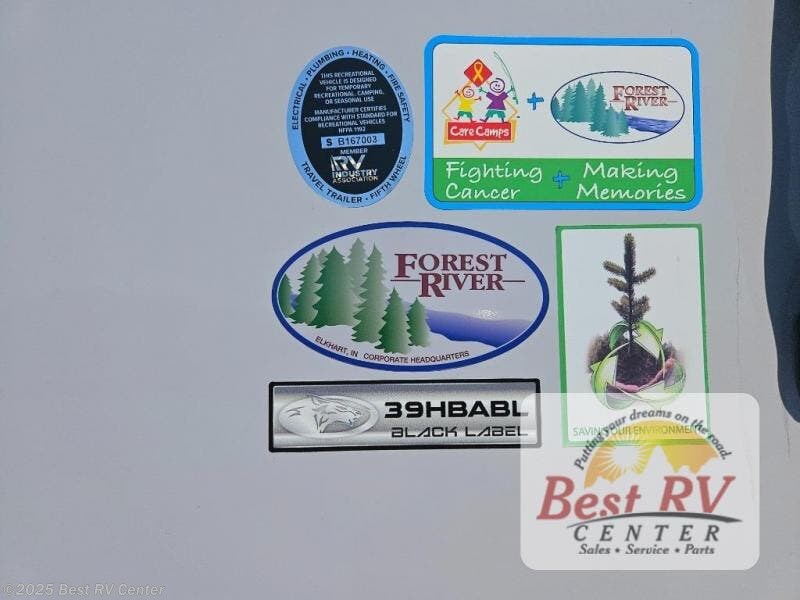 ELECTRICAL · PLUMBING · HEATING · FIRE SAFETY
THIS RECREATIONAL
VEHICLE IS DESIGNED
FOR TEMPORARY
RECREATIONAL, CAMPING,
OR SEASONAL USE
MANUFACTURER CERTIFIES
COMPLIANCE WITH STANDARD FOR
RECREATIONAL VEHICLES
NFPA 1192
S B167003
MEMBER
RV
INDUSTRY
ASSOCIATION
TRAVEL TRAILER · FIFTH WHEEL
Care Camps
+
FOREST
RIVER
Fighting + Making
Cancer Memories
FOREST
RIVER
ELKHART, IN CORPORATE HEADQUARTERS
39HBABL
BLACK LABEL
SAVING YOUR ENVIRONMENT
Putting your dreams on the road.
Best RV
CENTER
Sales • Service • Parts
©2025 Best RV Center